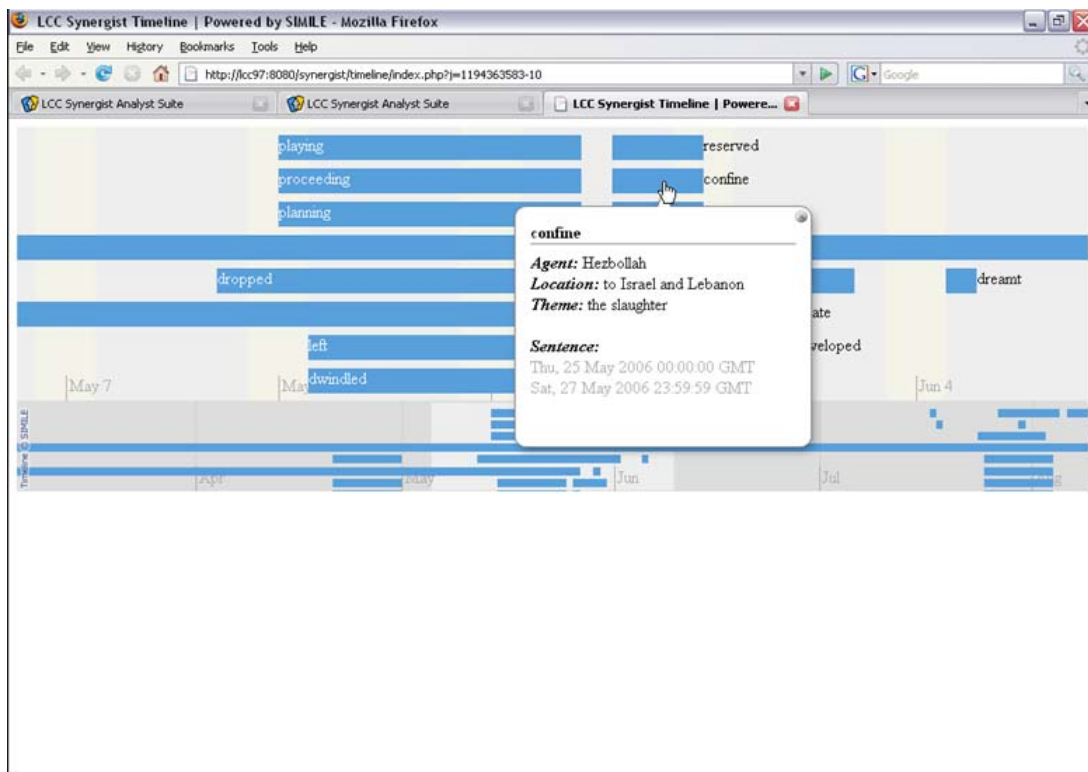 LCC Synergist Timeline | Powered by SIMILE - Mozilla Firefox
File Edit View History Bookmarks Tools Help
http://lcc97:8080/synergist/timeline/index.php?j=1194363583-10
Google
LCC Synergist Analyst Suite
LCC Synergist Analyst Suite
LCC Synergist Timeline | Powere...
playing
reserved
proceeding
confine
planning
confine
Agent: Hezbollah
Location: to Israel and Lebanon
Theme: the slaughter
Sentence:
Thu, 25 May 2006 00:00:00 GMT
Sat, 27 May 2006 23:59:59 GMT
dropped
dreamt
ate
left
veloped
dwindled
May 7
May
Jun 4
Timeline © SIMILE
Apr
May
Jun
Jul
Aug